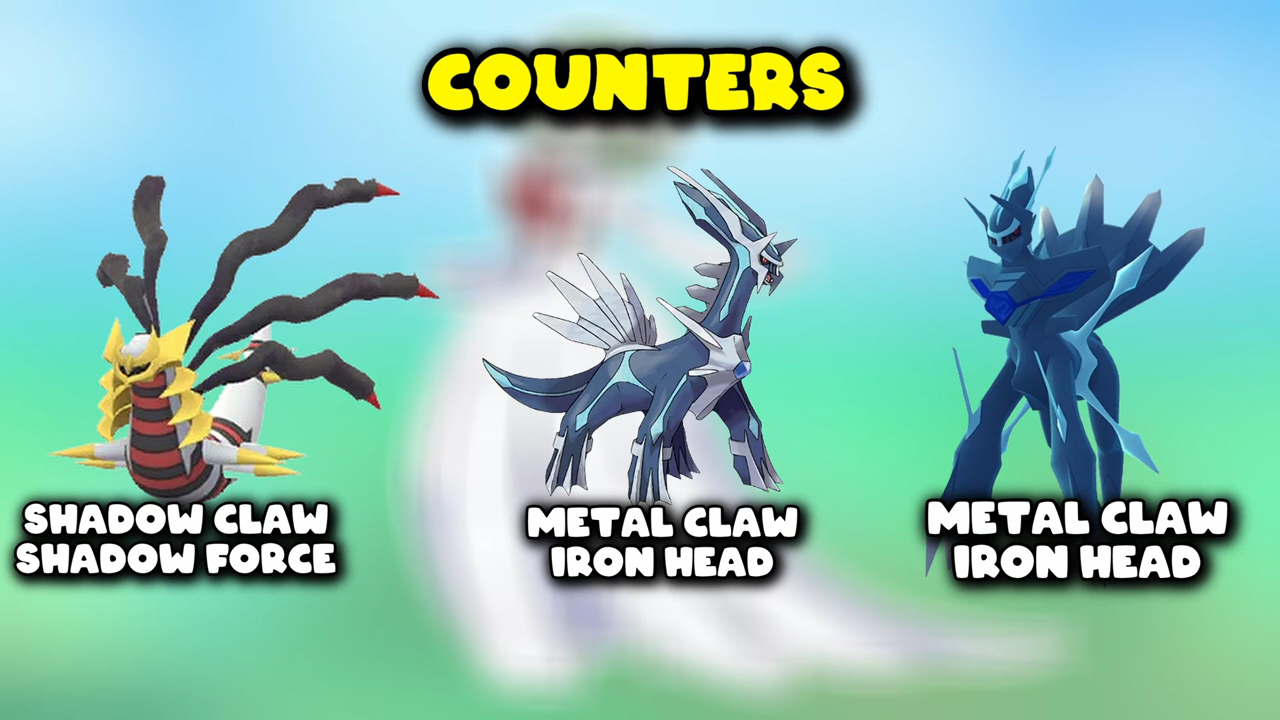 COUNTERS
SHADOW CLAW
SHADOW FORCE
METAL CLAW
IRON HEAD
METAL CLAW
IRON HEAD